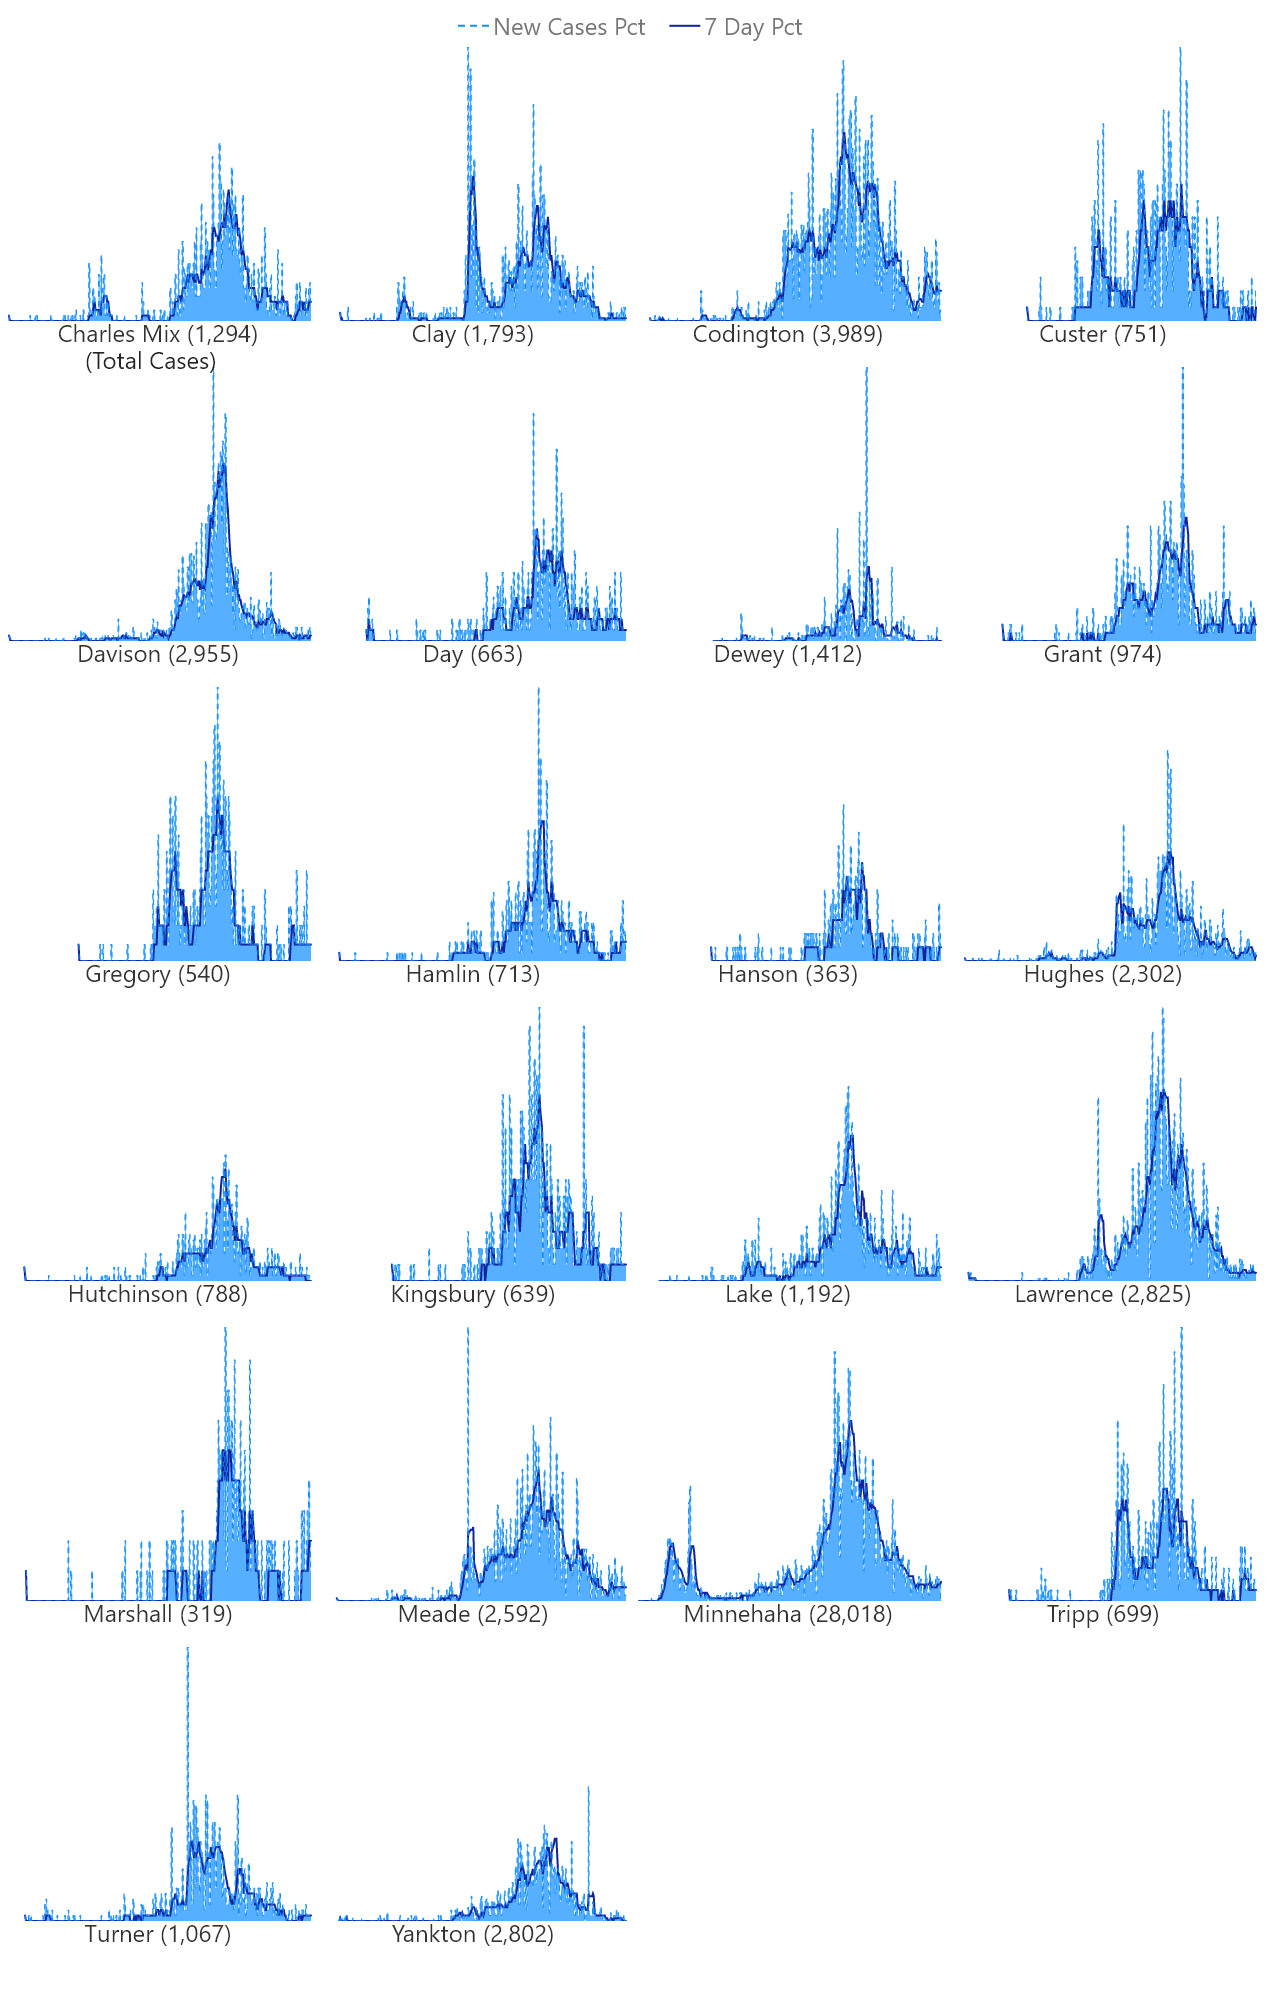 New Cases Pct 7 Day Pct
Charles Mix (1,294) Clay (1,793) Codington (3,989) Custer (751)
(Total Cases)
Davison (2,955) Day (663) Dewey (1,412) Grant (974)
Gregory (540) Hamlin (713) Hanson (363) Hughes (2,302)
Hutchinson (788) Kingsbury (639) Lake (1,192) Lawrence (2,825)
Marshall (319) Meade (2,592) Minnehaha (28,018) Tripp (699)
Turner (1,067) Yankton (2,802)